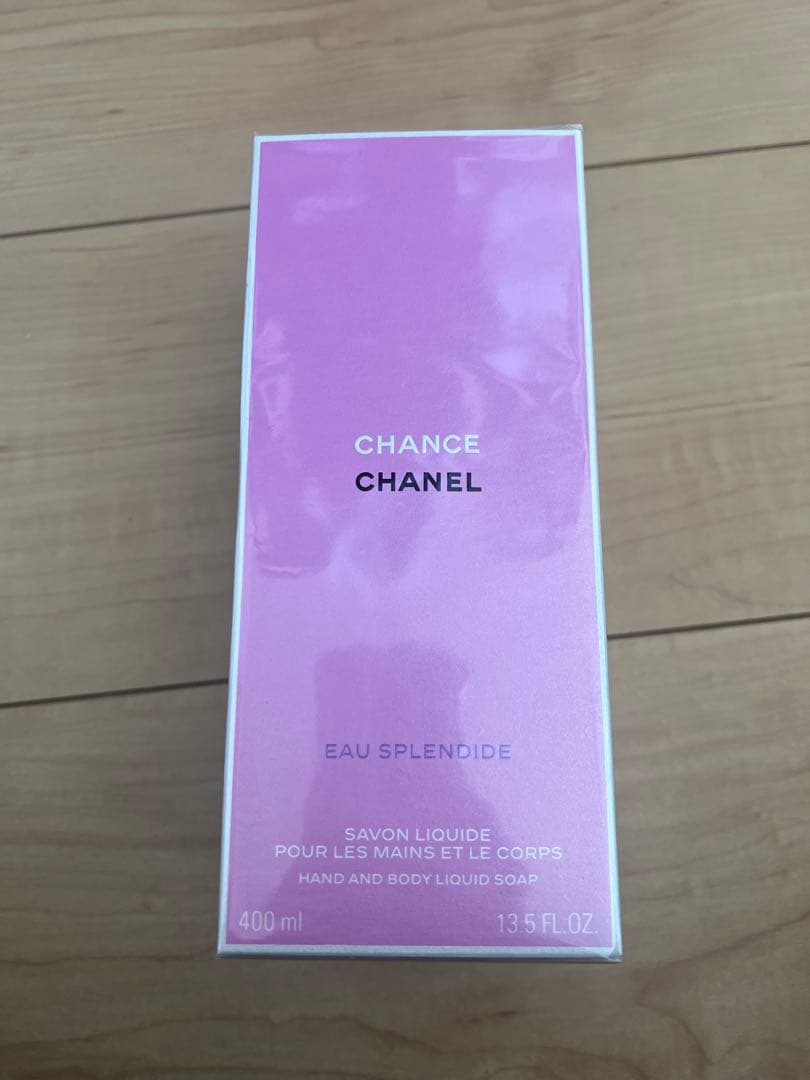 CHANCE
CHANEL
EAU SPLENDIDE
SAVON LIQUIDE
POUR LES MAINS ET LE CORPS
HAND AND BODY LIQUID SOAP
400 ml 13.5 FL.OZ.